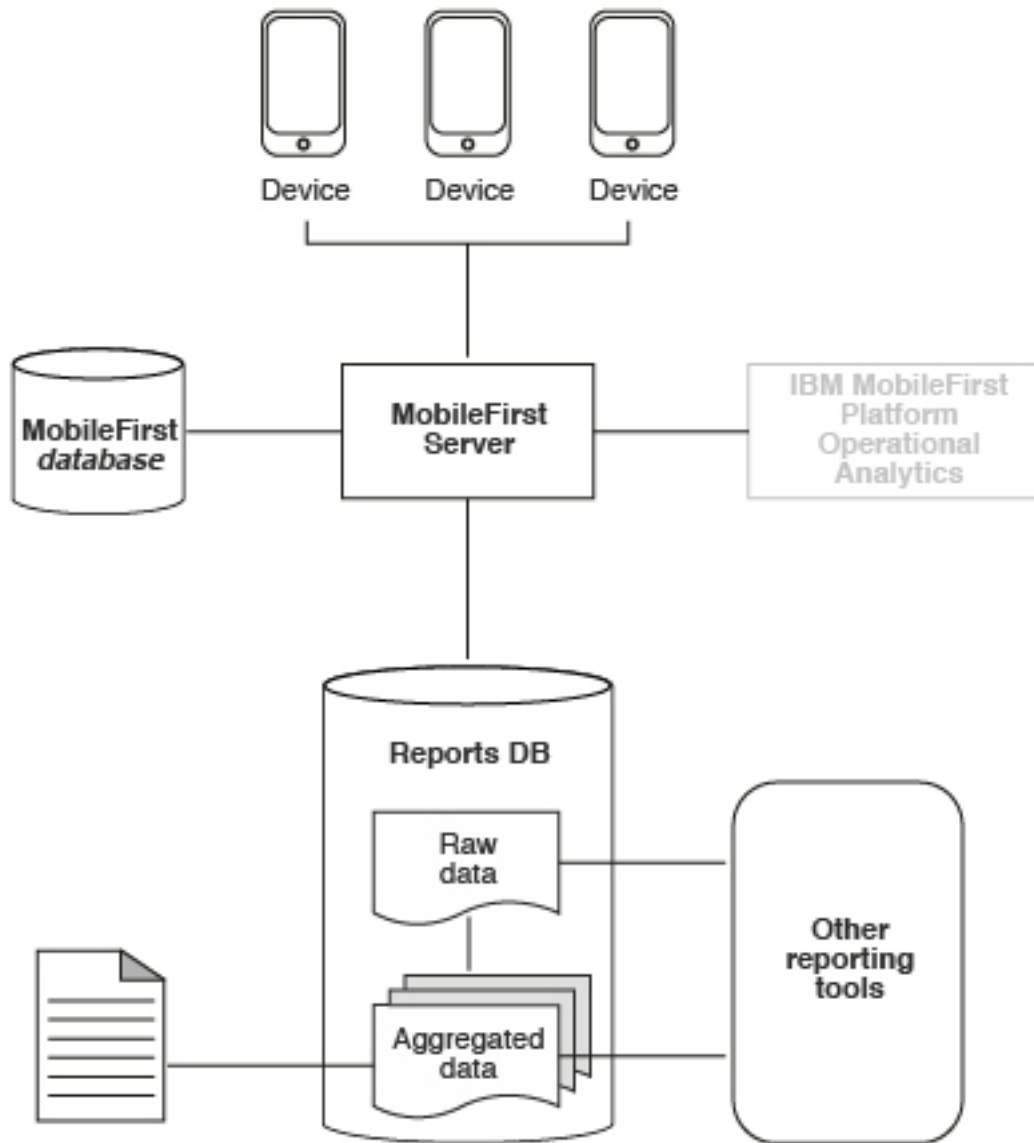 Device
Device
Device
MobileFirst
database
MobileFirst
Server
IBM MobileFirst
Platform
Operational
Analytics
Reports DB
Raw
data
Aggregated
data
Other
reporting
tools